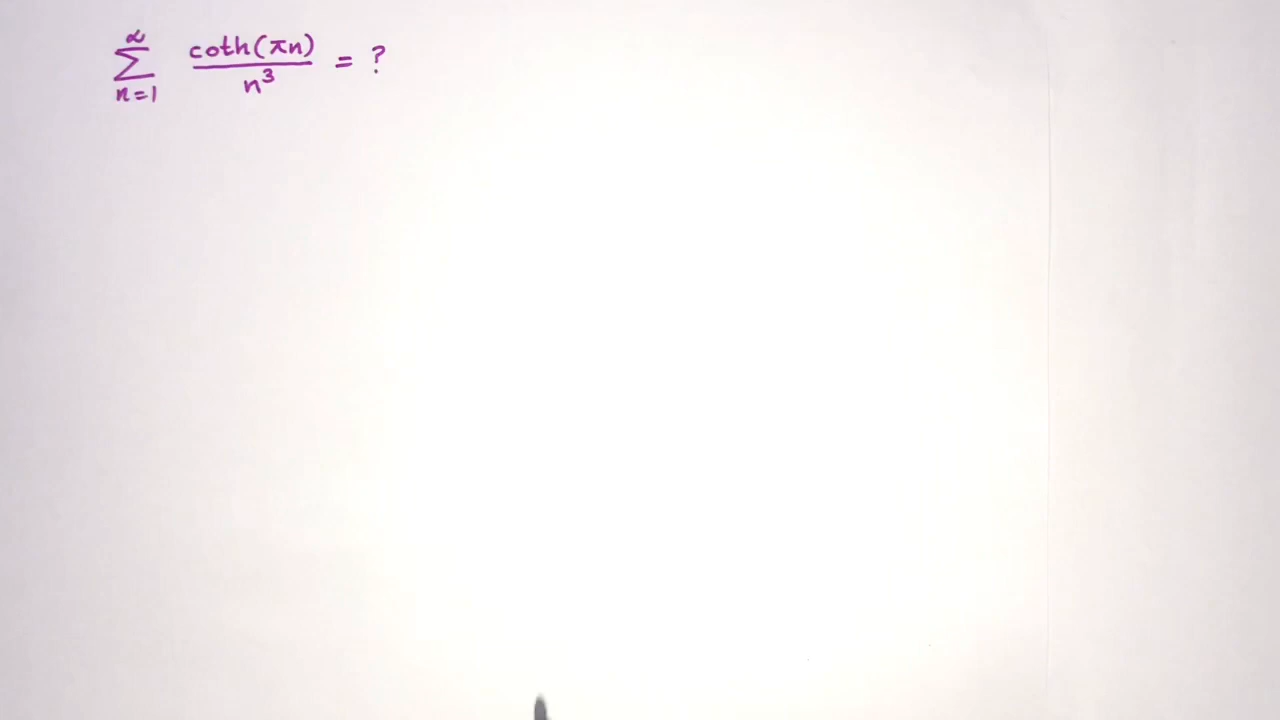 ∞
∑ coth(πn) / n³ = ?
n=1